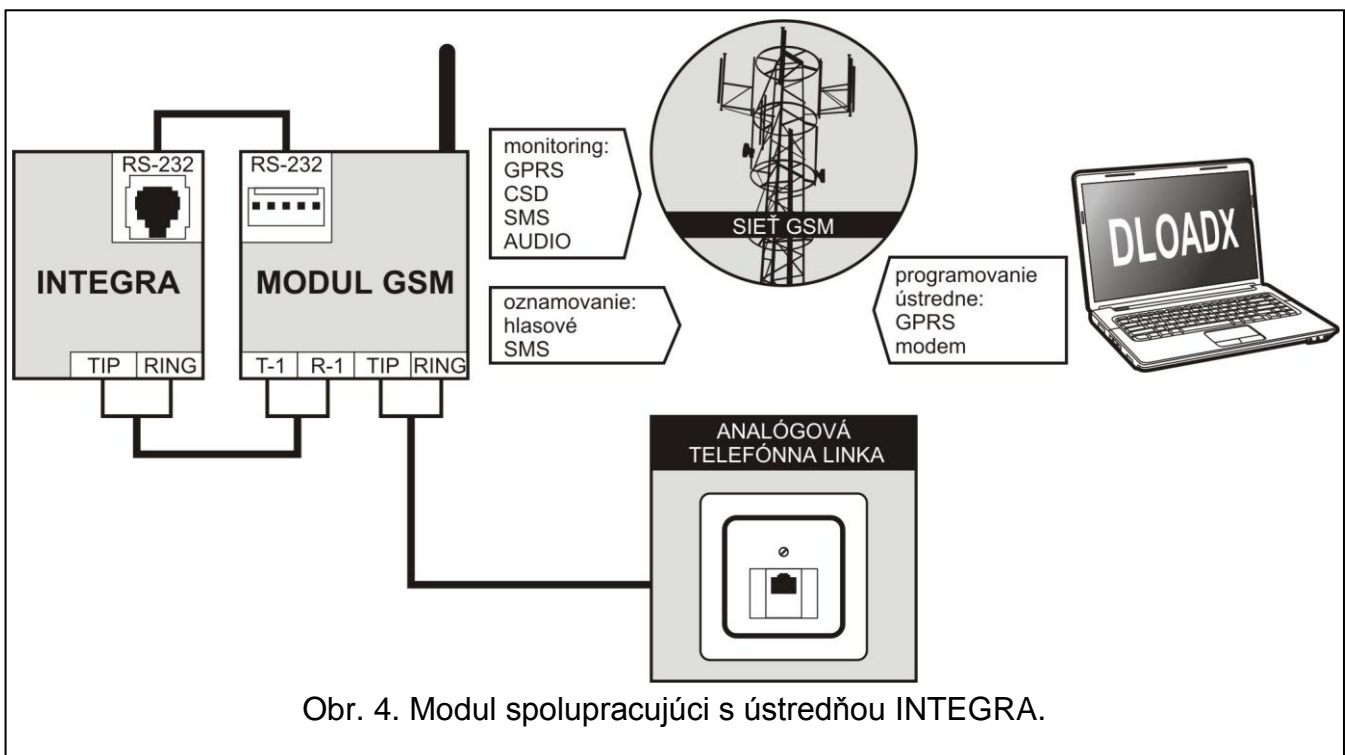 RS-232
INTEGRA
TIP RING
RS-232
MODUL GSM
T-1 R-1 TIP RING
monitoring:
GPRS
CSD
SMS
AUDIO
oznamovanie:
hlasové
SMS
SIEŤ GSM
programovanie
ústredne:
GPRS
modem
DLOADX
ANALÓGOVÁ
TELEFÓNNA LINKA
Obr. 4. Modul spolupracujúci s ústredňou INTEGRA.